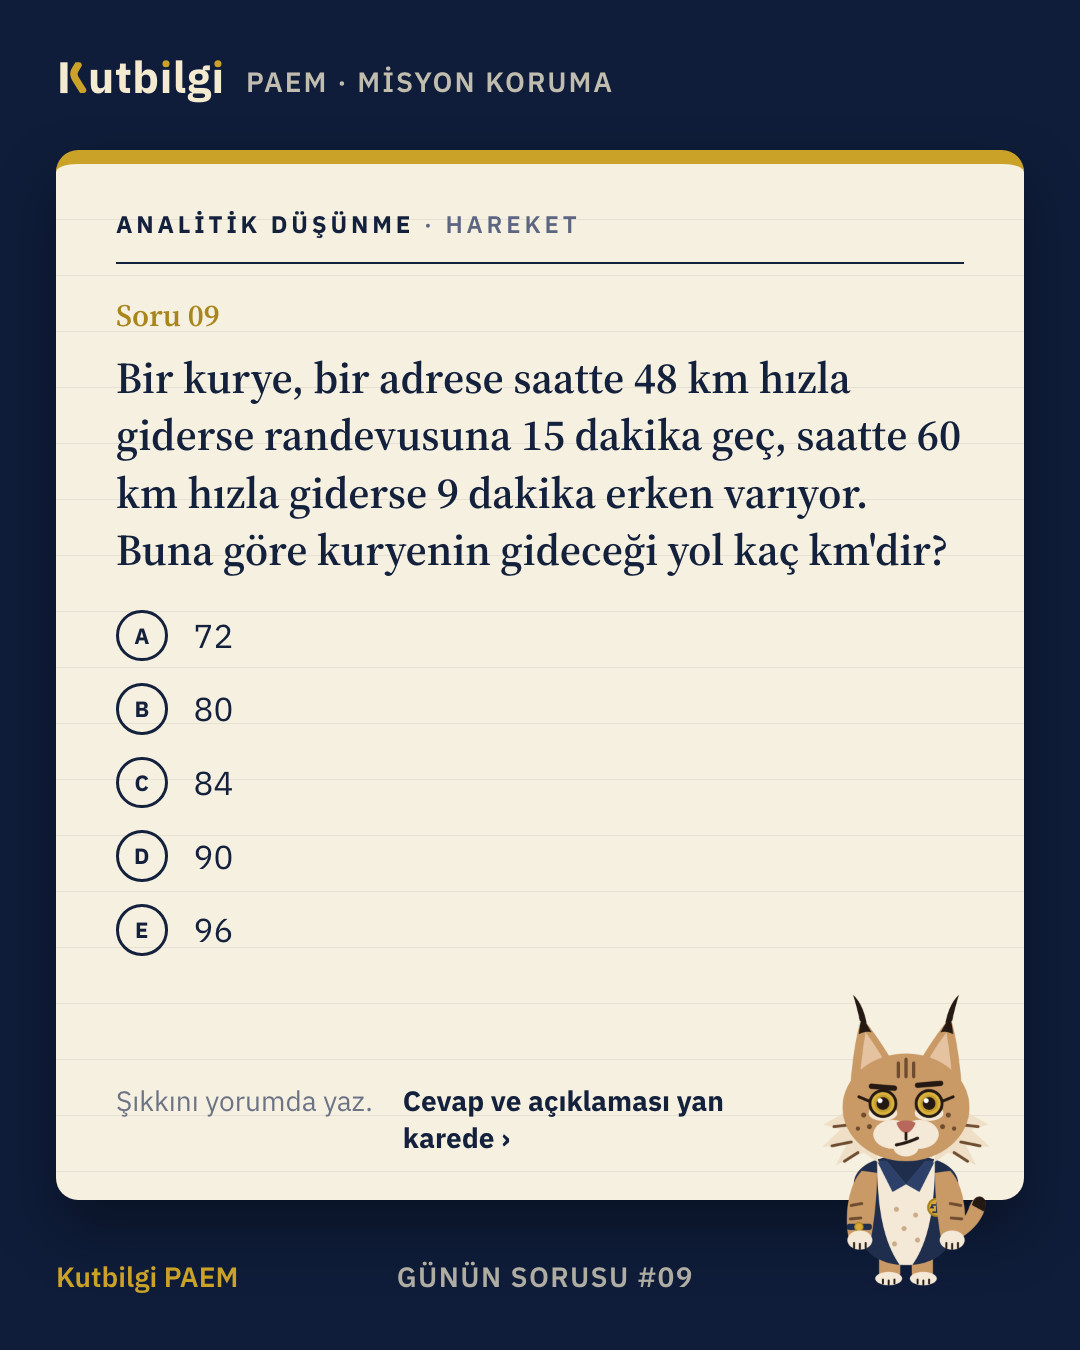 Kutbilgi PAEM · MİSYON KORUMA
ANALİTİK DÜŞÜNME · HAREKET
Soru 09
Bir kurye, bir adrese saatte 48 km hızla
giderse randevusuna 15 dakika geç, saatte 60
km hızla giderse 9 dakika erken varıyor.
Buna göre kuryenin gideceği yol kaç km'dir?
A 72
B 80
C 84
D 90
E 96
Şıkkını yorumda yaz. Cevap ve açıklaması yan
karede ›
Kutbilgi PAEM GÜNÜN SORUSU #09